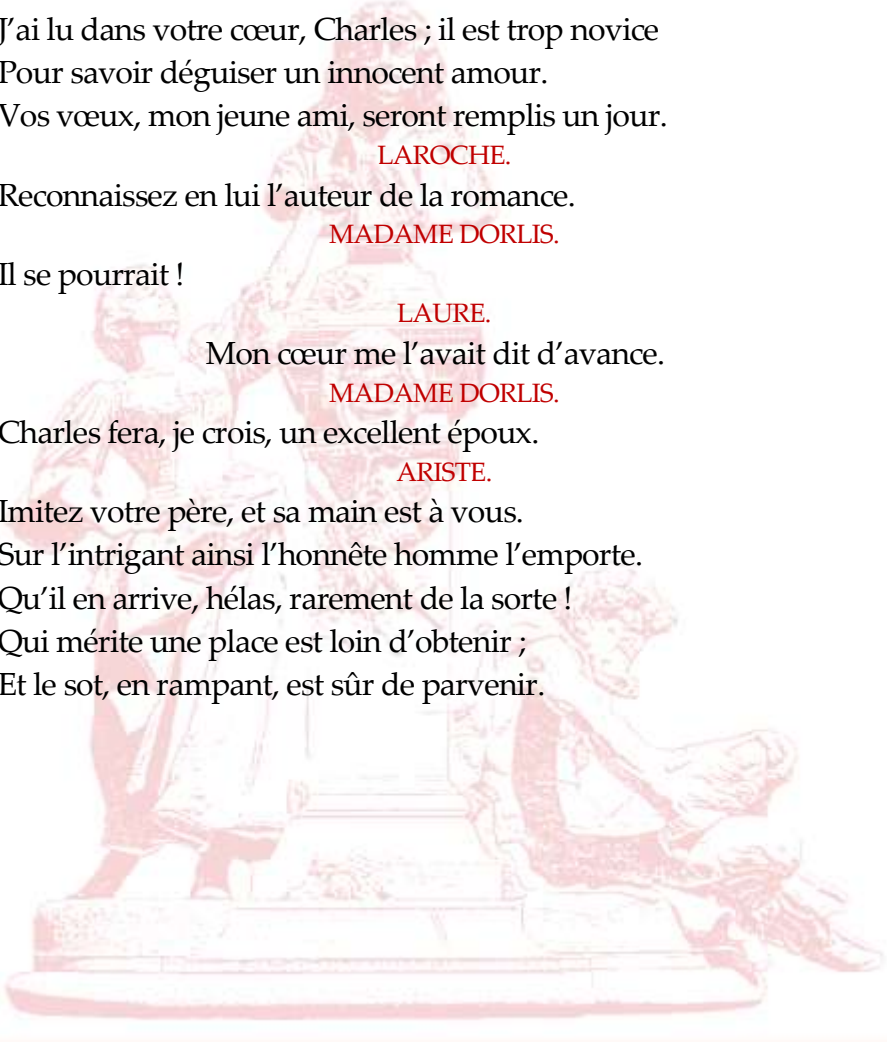 J’ai lu dans votre cœur, Charles ; il est trop novice
Pour savoir déguiser un innocent amour.
Vos vœux, mon jeune ami, seront remplis un jour.
LAROCHE.
Reconnaissez en lui l’auteur de la romance.
MADAME DORLIS.
Il se pourrait !
LAURE.
Mon cœur me l’avait dit d’avance.
MADAME DORLIS.
Charles fera, je crois, un excellent époux.
ARISTE.
Imitez votre père, et sa main est à vous.
Sur l’intrigant ainsi l’honnête homme l’emporte.
Qu’il en arrive, hélas, rarement de la sorte !
Qui mérite une place est loin d’obtenir ;
Et le sot, en rampant, est sûr de parvenir.